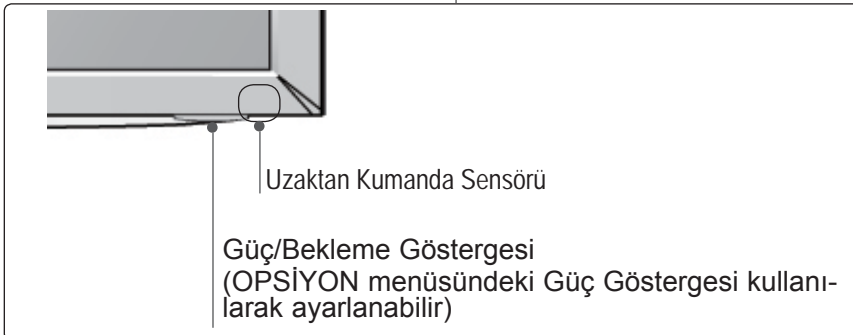 Uzaktan Kumanda Sensörü
Güç/Bekleme Göstergesi
(OPSİYON menüsündeki Güç Göstergesi kullanı-
larak ayarlanabilir)